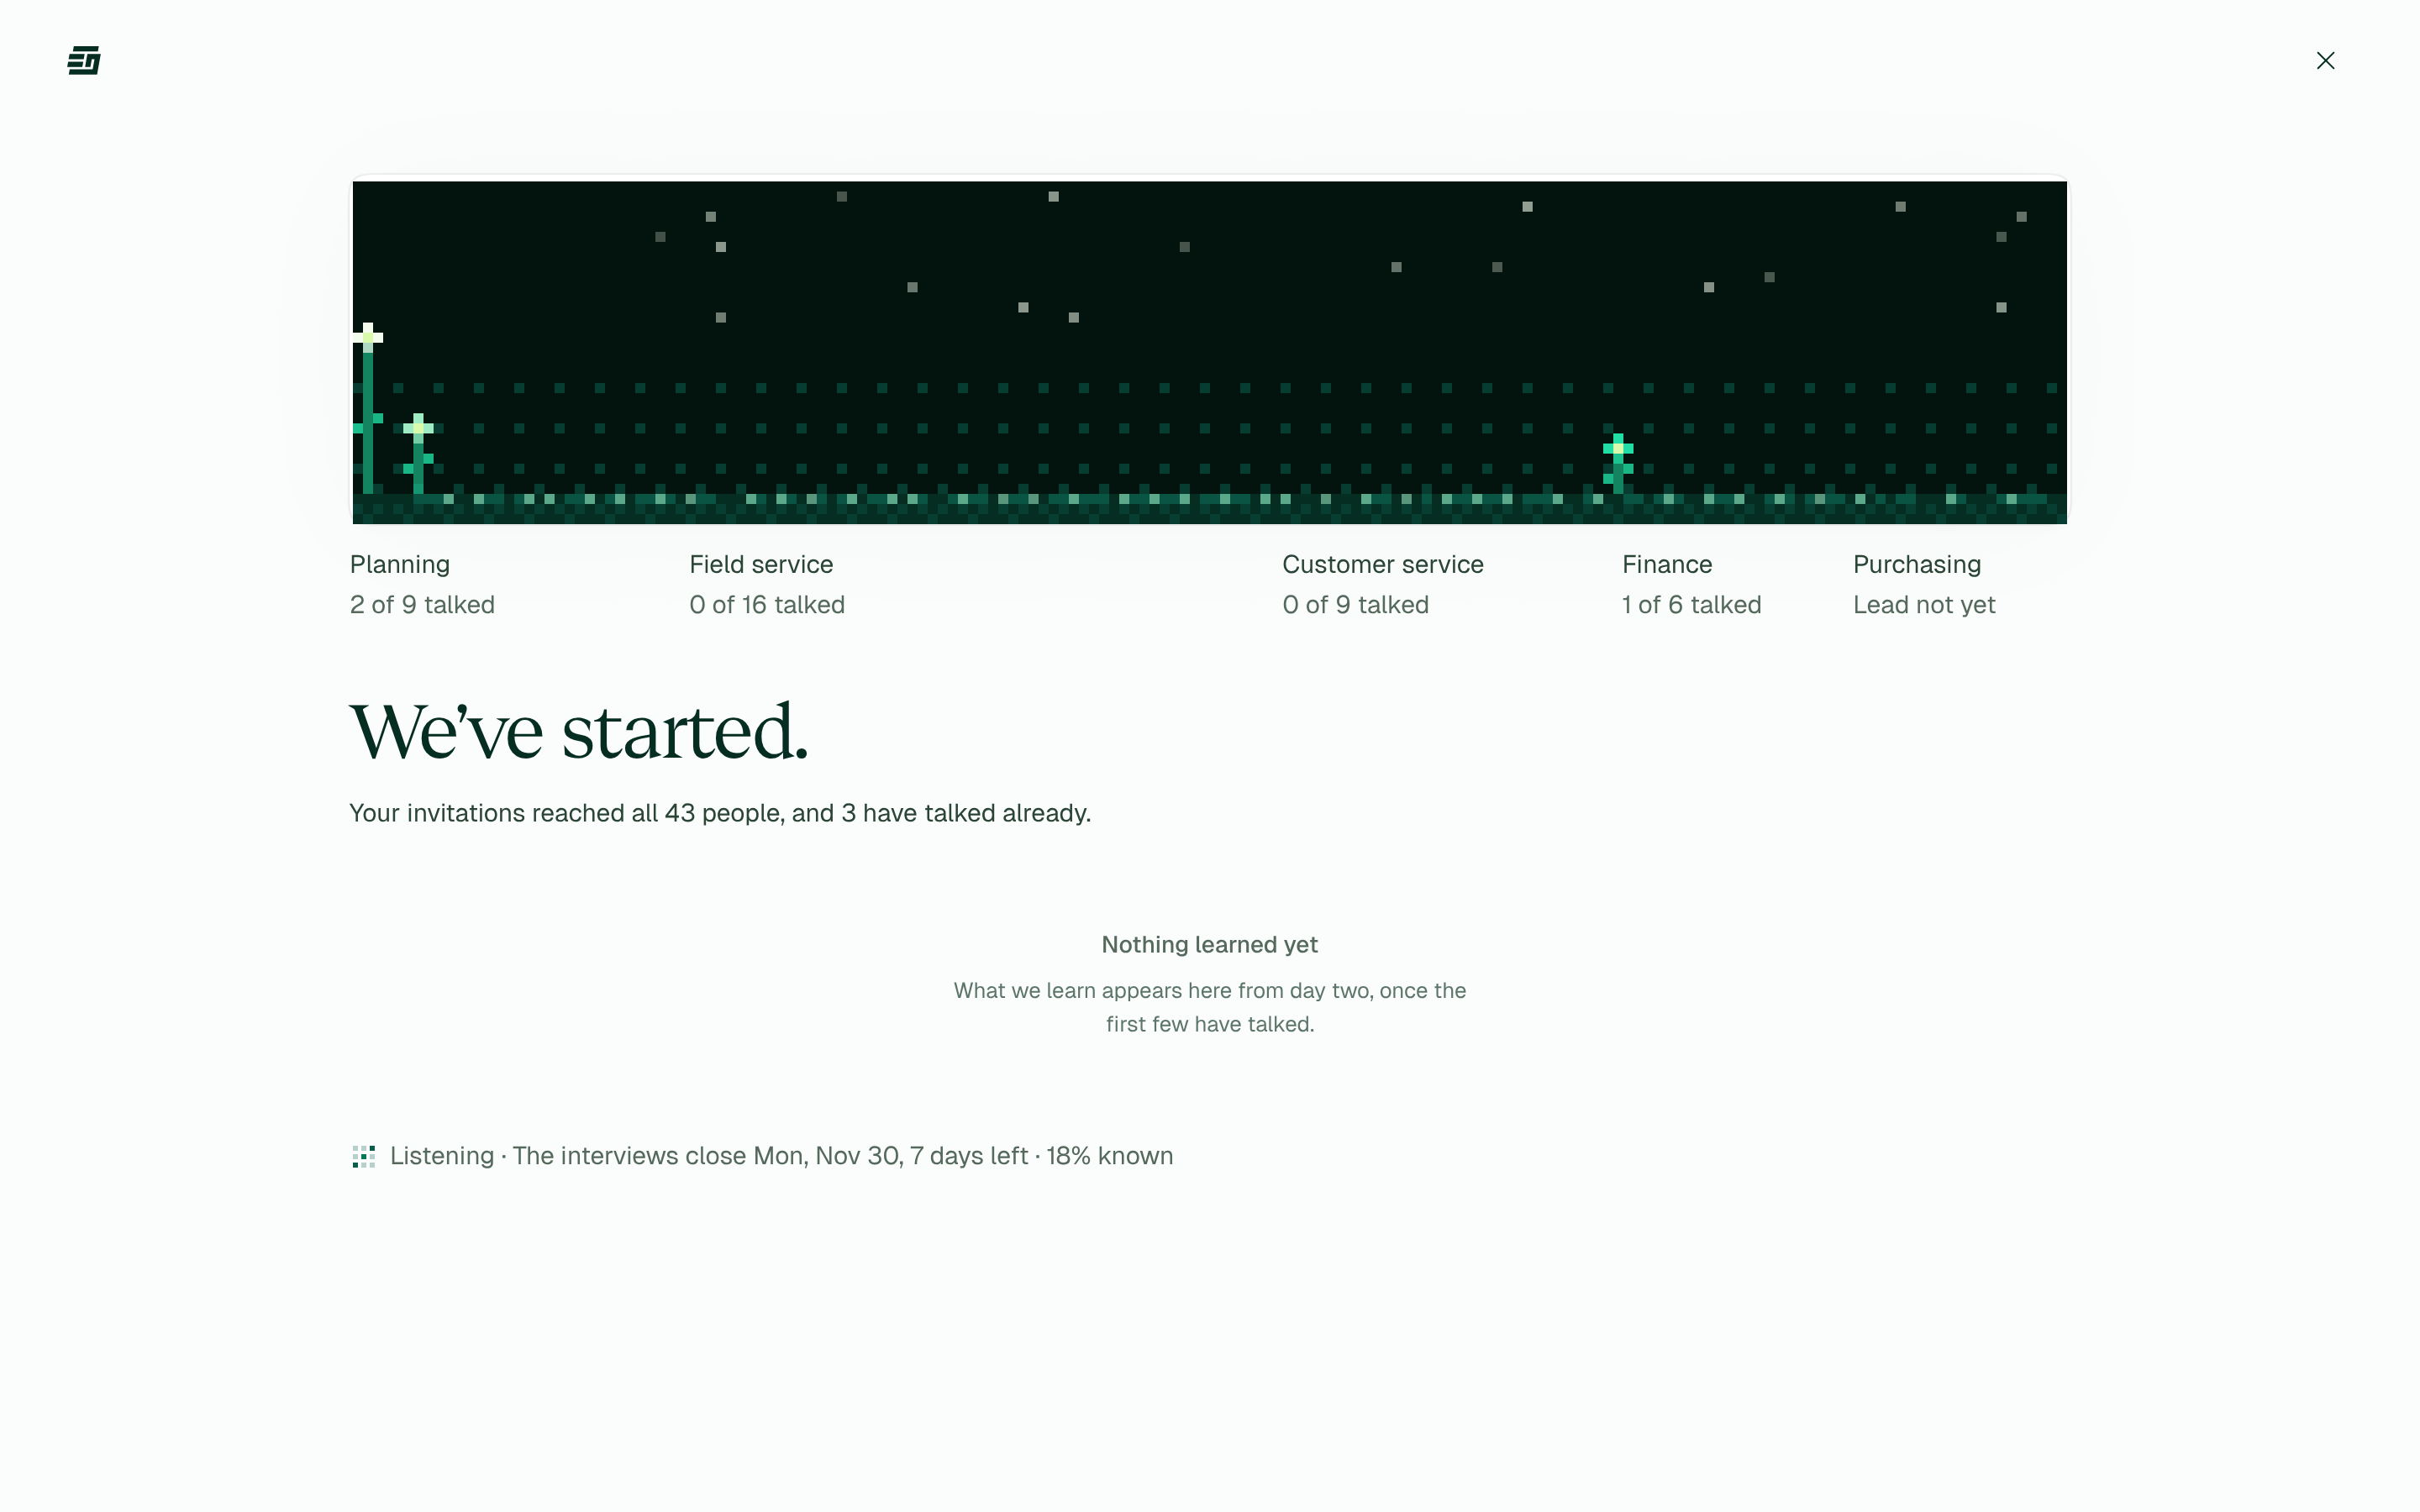 Planning
2 of 9 talked
Field service
0 of 16 talked
Customer service
0 of 9 talked
Finance
1 of 6 talked
Purchasing
Lead not yet
We’ve started.
Your invitations reached all 43 people, and 3 have talked already.
Nothing learned yet
What we learn appears here from day two, once the
first few have talked.
Listening · The interviews close Mon, Nov 30, 7 days left · 18% known